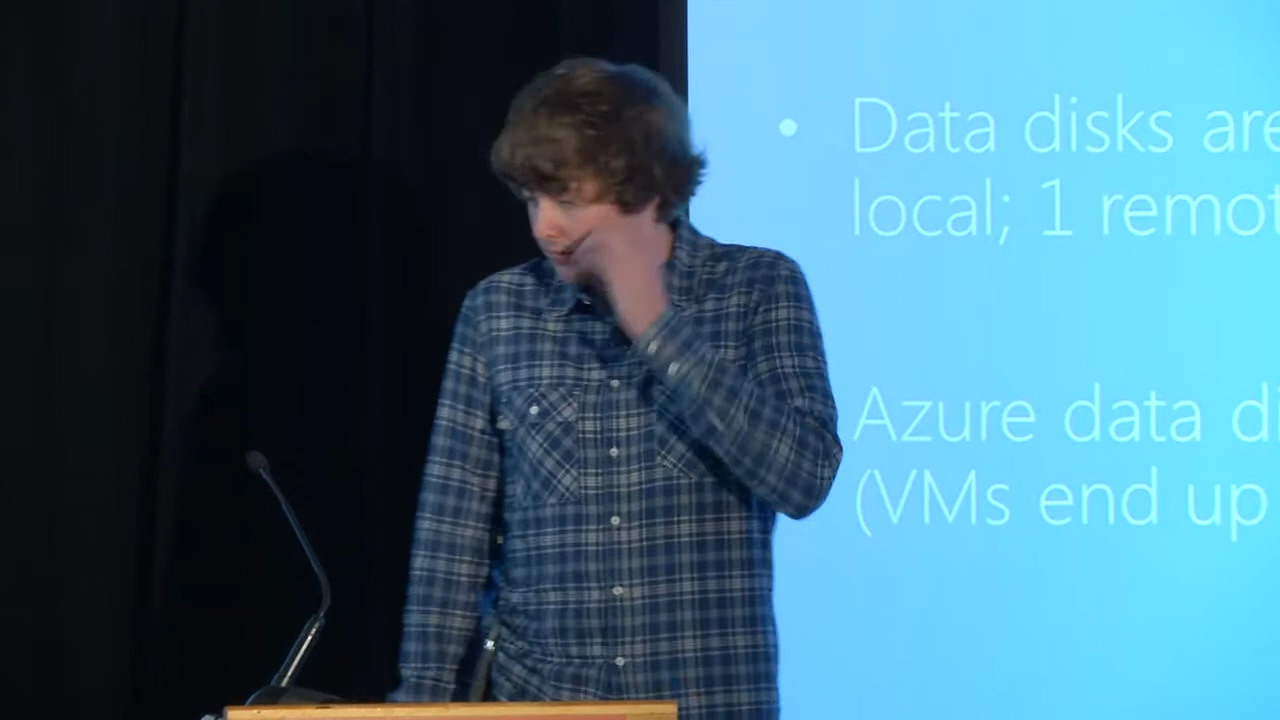 • Data disks are
local; 1 remot
Azure data di
(VMs end up